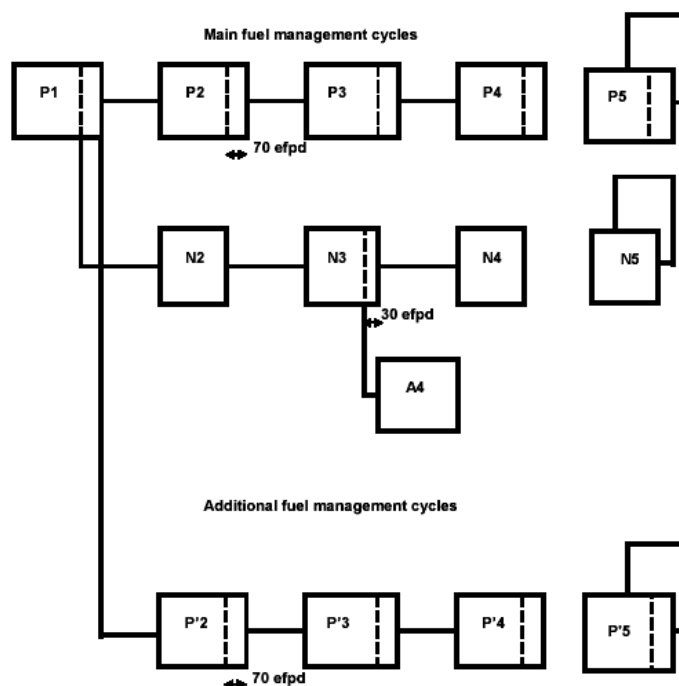 Main fuel management cycles
P1
P2
P3
P4
P5
70 efpd
N2
N3
N4
N5
30 efpd
A4
Additional fuel management cycles
P'2
P'3
P'4
P'5
70 efpd